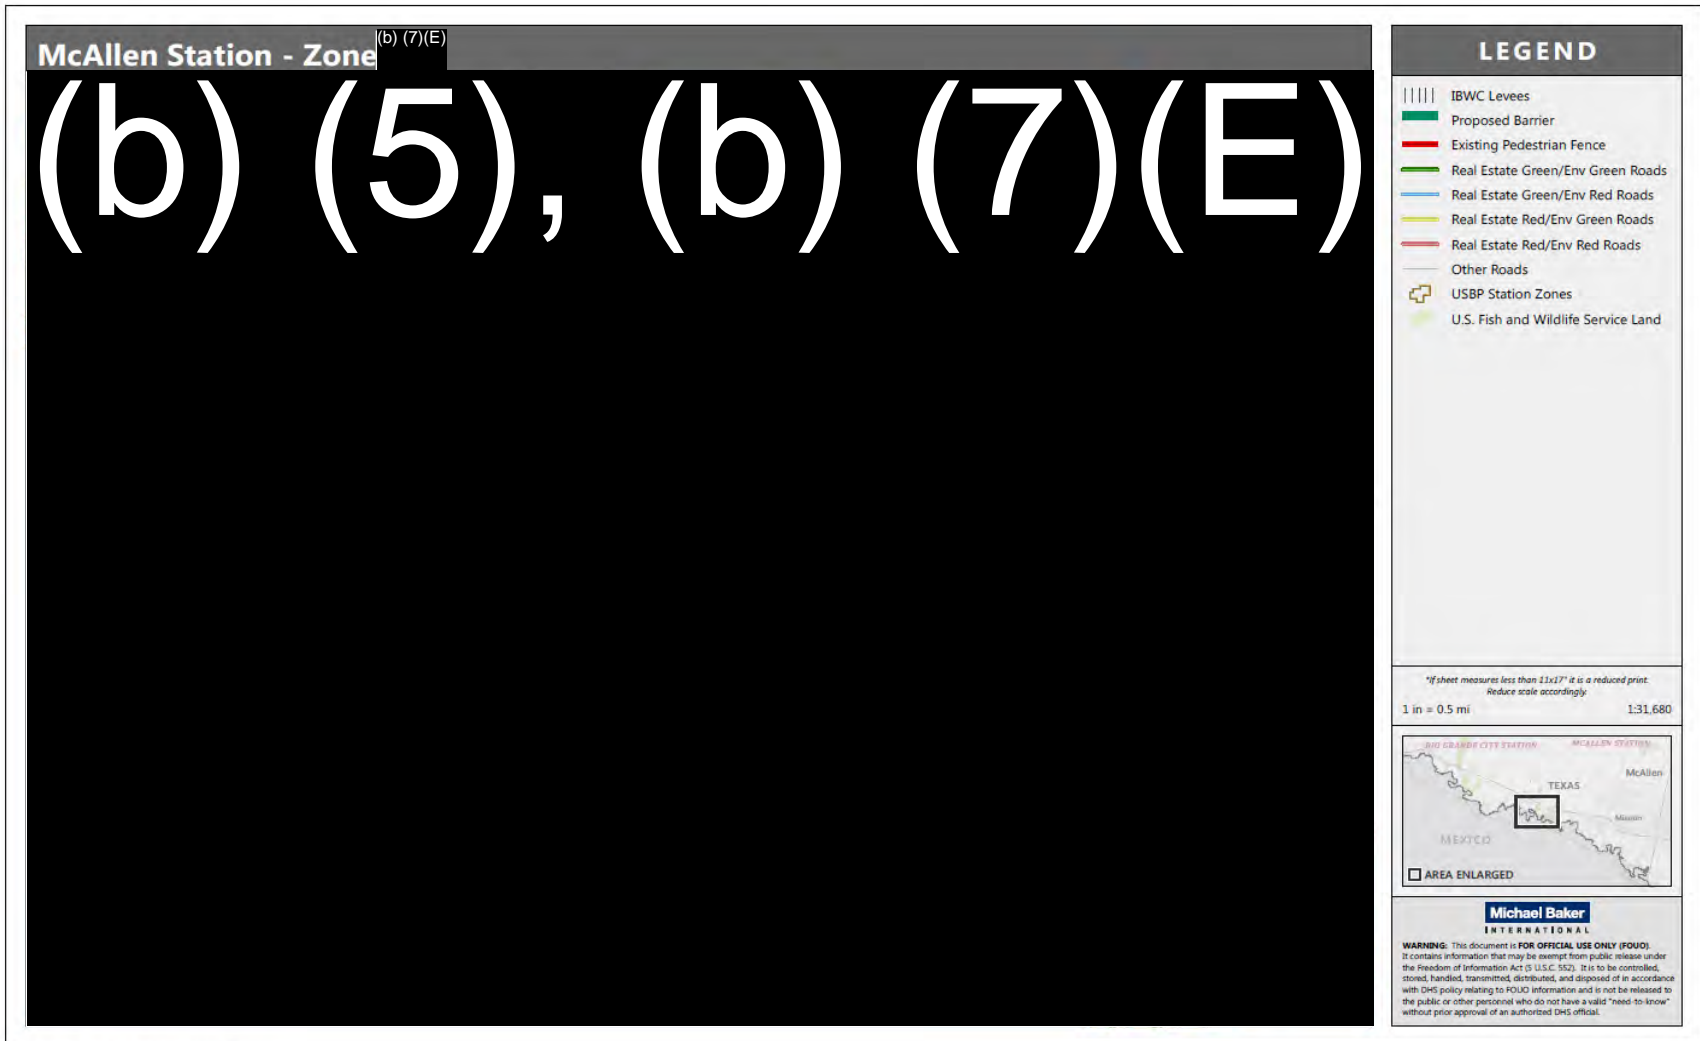 McAllen Station - Zone (b) (7)(E)
(b) (5), (b) (7)(E)
LEGEND
IBWC Levees
Proposed Barrier
Existing Pedestrian Fence
Real Estate Green/Env Green Roads
Real Estate Green/Env Red Roads
Real Estate Red/Env Green Roads
Real Estate Red/Env Red Roads
Other Roads
USBP Station Zones
U.S. Fish and Wildlife Service Land
*If sheet measures less than 11x17" it is a reduced print.
Reduce scale accordingly.
1 in = 0.5 mi 1:31,680
RIO GRANDE CITY STATION MCALLEN STATION
McAllen
TEXAS
Mission
MEXICO
AREA ENLARGED
Michael Baker
INTERNATIONAL
WARNING: This document is FOR OFFICIAL USE ONLY (FOUO).
It contains information that may be exempt from public release under
the Freedom of Information Act (5 U.S.C. 552). It is to be controlled,
stored, handled, transmitted, distributed, and disposed of in accordance
with DHS policy relating to FOUO information and is not be released to
the public or other personnel who do not have a valid "need-to-know"
without prior approval of an authorized DHS official.